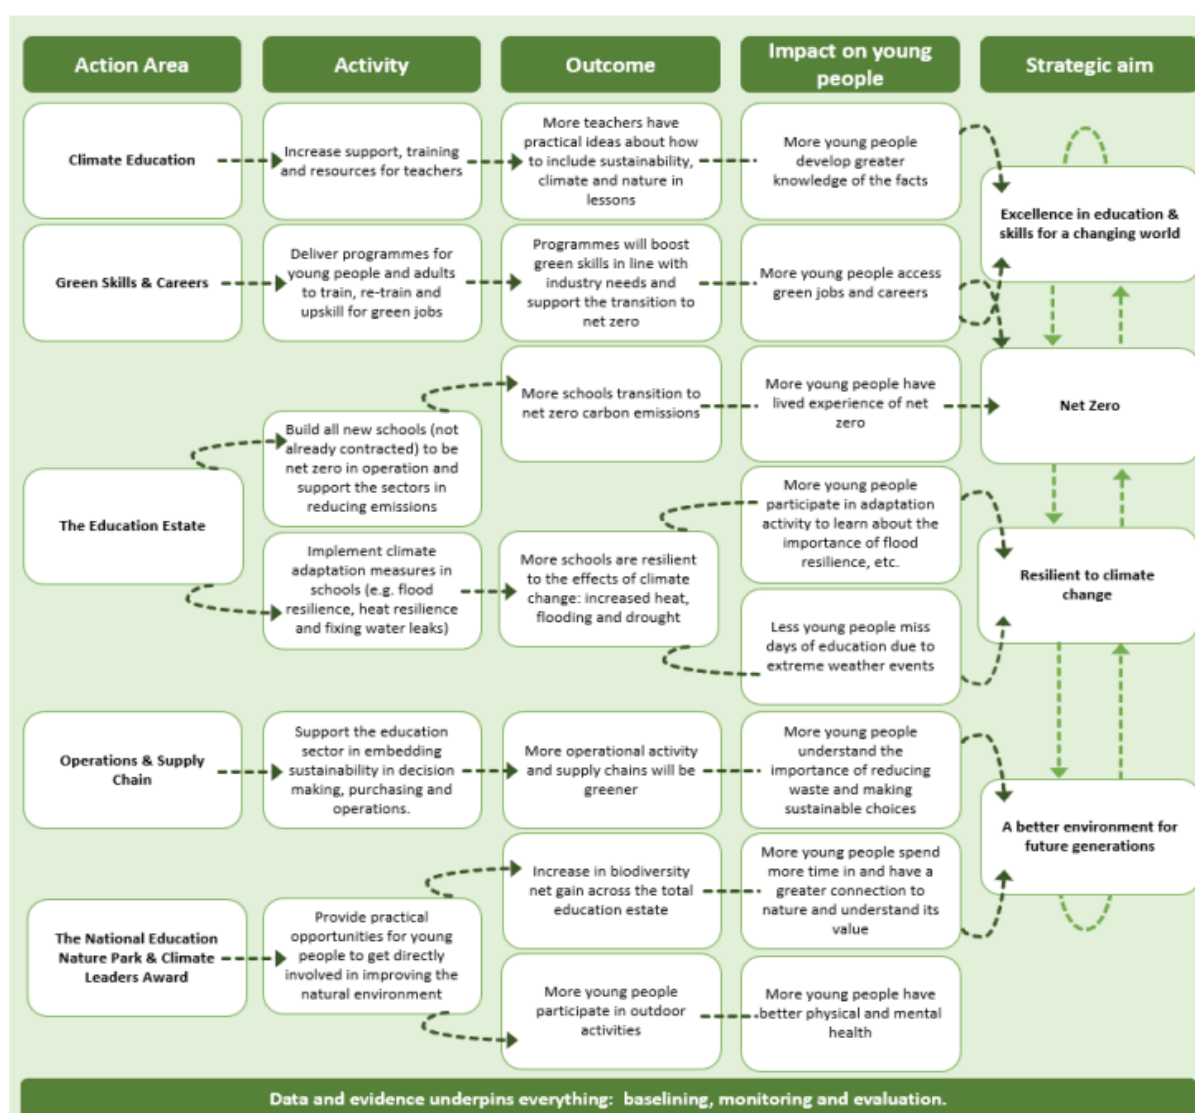 Action Area
Activity
Outcome
Impact on young
people
Strategic aim
Climate Education
Increase support, training
and resources for teachers
More teachers have
practical ideas about how
to include sustainability,
climate and nature in
lessons
More young people
develop greater
knowledge of the facts
Excellence in education &
skills for a changing world
Green Skills & Careers
Deliver programmes for
young people and adults
to train, re-train and
upskill for green jobs
Programmes will boost
green skills in line with
industry needs and
support the transition to
net zero
More young people access
green jobs and careers
More schools transition to
net zero carbon emissions
More young people have
lived experience of net
zero
Net Zero
The Education Estate
Build all new schools (not
already contracted) to be
net zero in operation and
support the sectors in
reducing emissions
Implement climate
adaptation measures in
schools (e.g. flood
resilience, heat resilience
and fixing water leaks)
More schools are resilient
to the effects of climate
change: increased heat,
flooding and drought
More young people
participate in adaptation
activity to learn about the
importance of flood
resilience, etc.
Less young people miss
days of education due to
extreme weather events
Resilient to climate
change
Operations & Supply
Chain
Support the education
sector in embedding
sustainability in decision
making, purchasing and
operations.
More operational activity
and supply chains will be
greener
More young people
understand the
importance of reducing
waste and making
sustainable choices
A better environment for
future generations
The National Education
Nature Park & Climate
Leaders Award
Provide practical
opportunities for young
people to get directly
involved in improving the
natural environment
Increase in biodiversity
net gain across the total
education estate
More young people spend
more time in and have a
greater connection to
nature and understand its
value
More young people
participate in outdoor
activities
More young people have
better physical and mental
health
Data and evidence underpins everything: baselining, monitoring and evaluation.